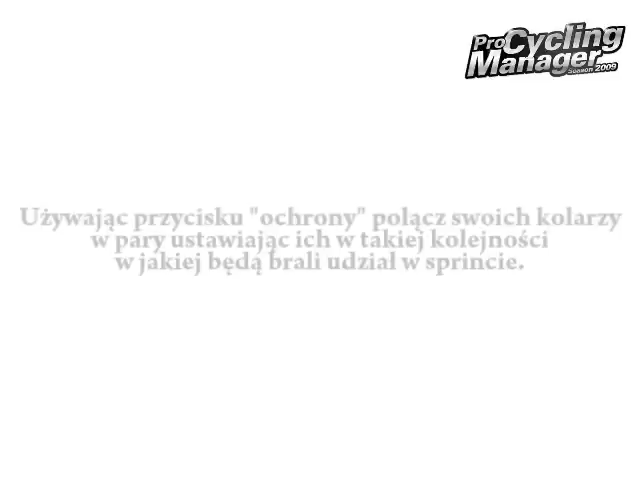 Pro Cycling
Manager
Season 2009
Używając przycisku "ochrony" połącz swoich kolarzy
w pary ustawiając ich w takiej kolejności
w jakiej będą brali udział w sprincie.